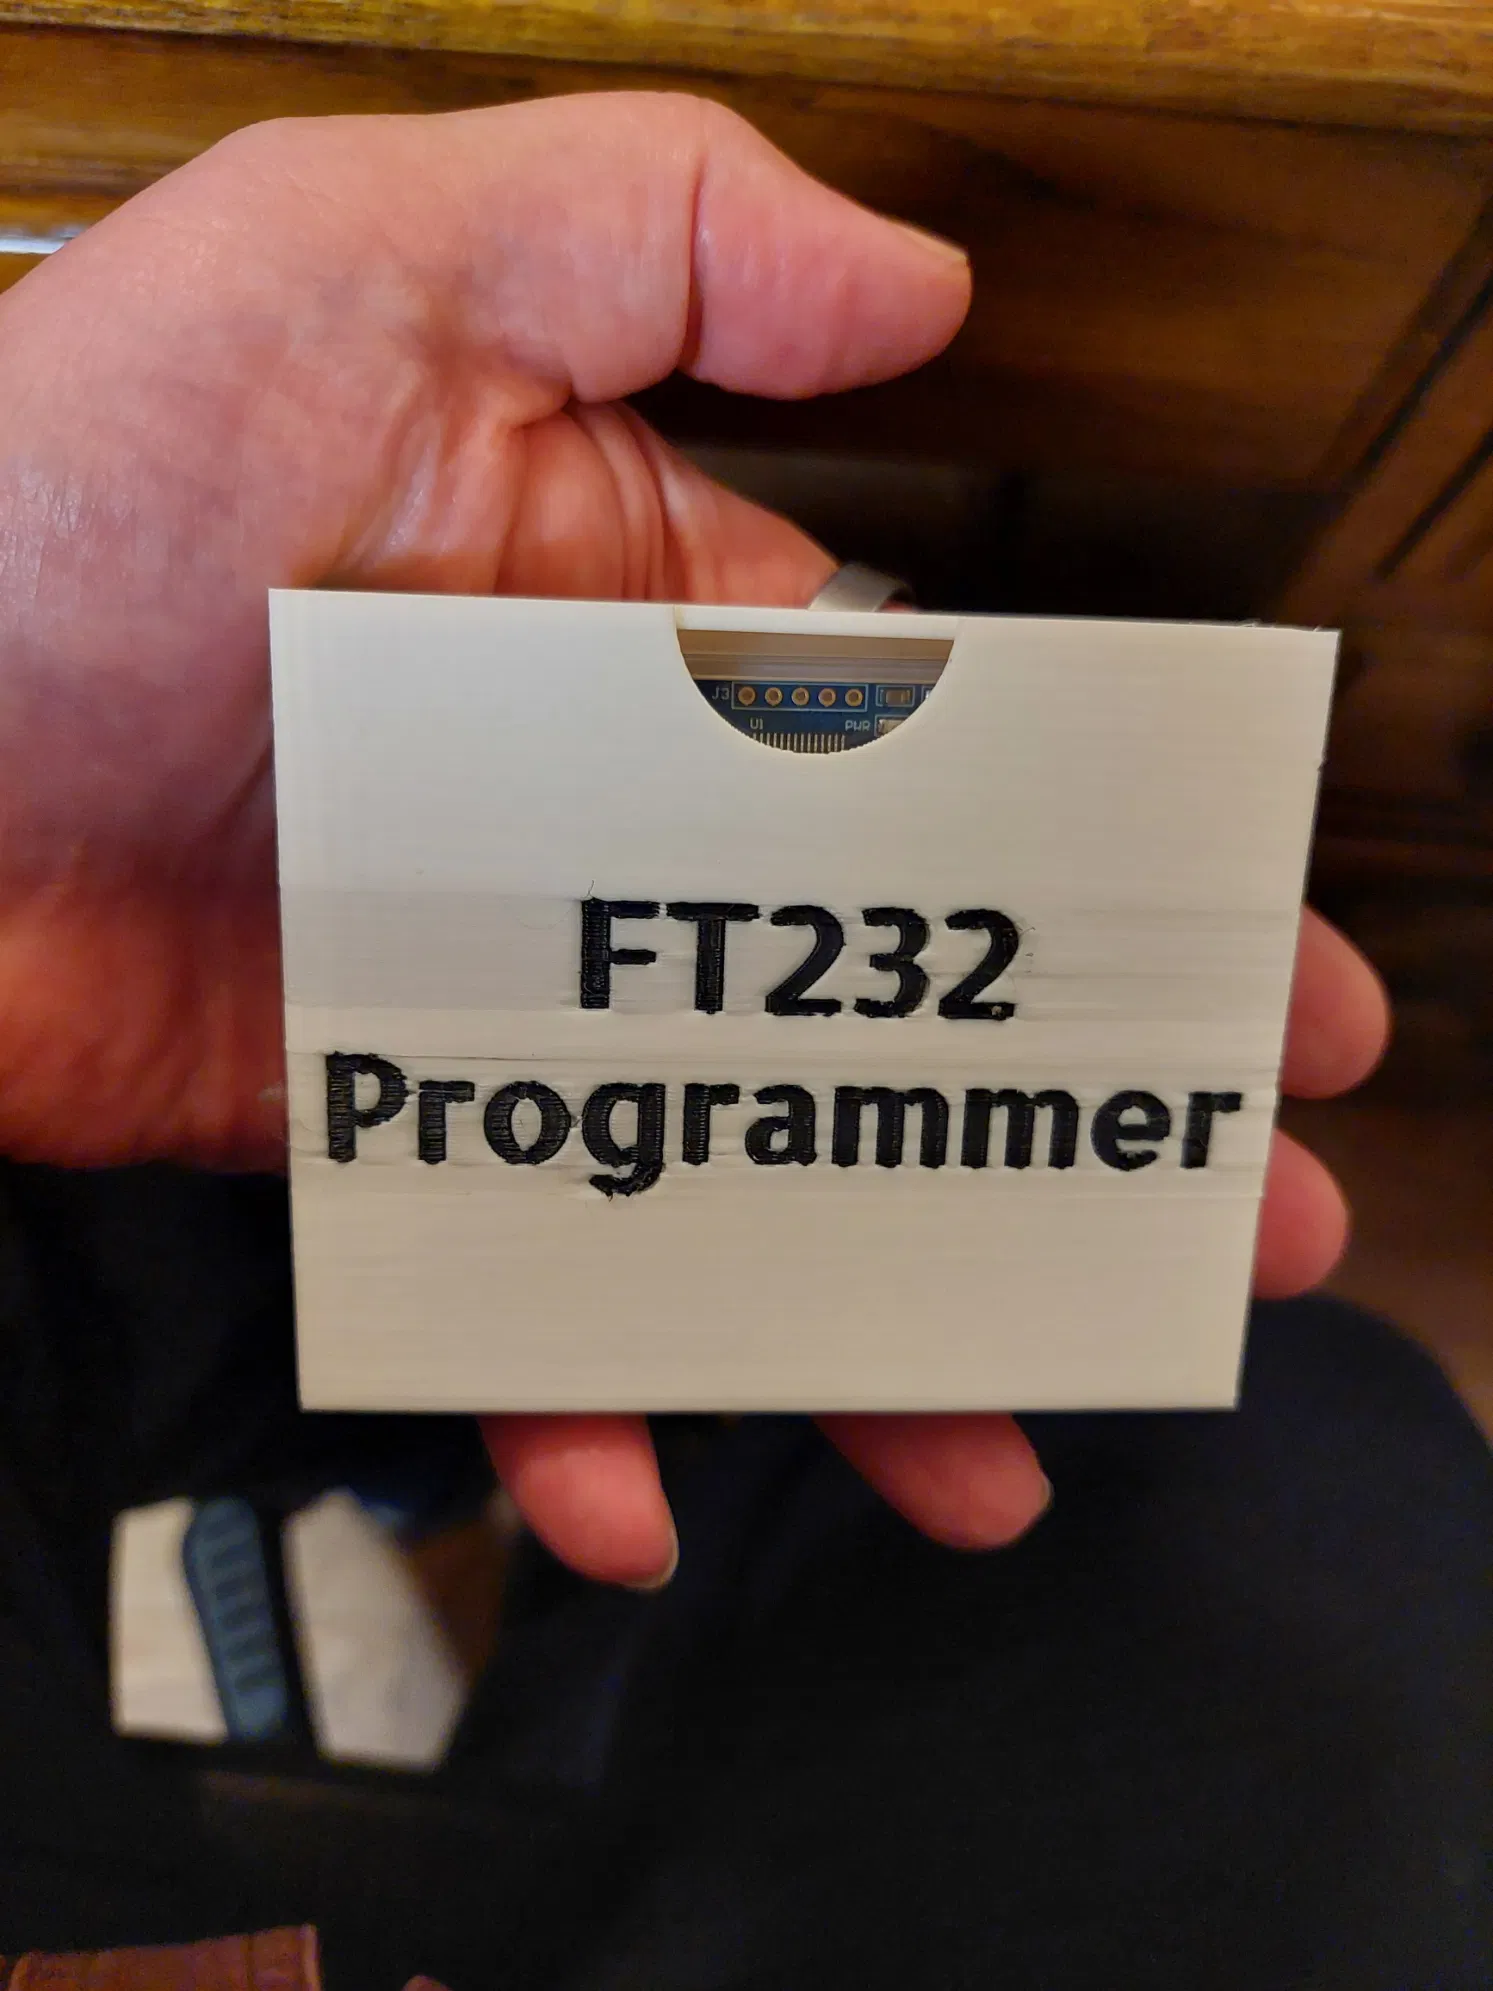 J3
U1 PWR
FT232
Programmer